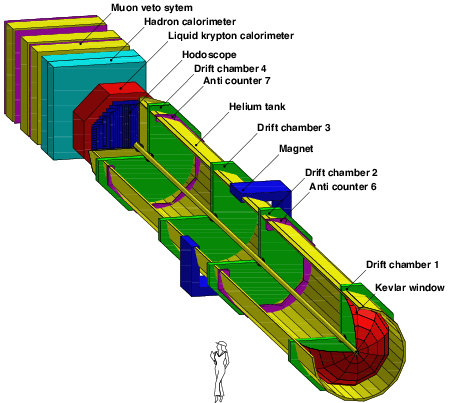 Muon veto sytem
Hadron calorimeter
Liquid krypton calorimeter
Hodoscope
Drift chamber 4
Anti counter 7
Helium tank
Drift chamber 3
Magnet
Drift chamber 2
Anti counter 6
Drift chamber 1
Kevlar window